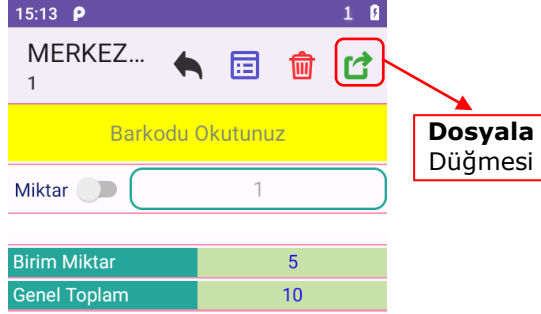 15:13 P 1
MERKEZ...
1
Barkodu Okutunuz
Dosyala
Düğmesi
Miktar 1
Birim Miktar 5
Genel Toplam 10